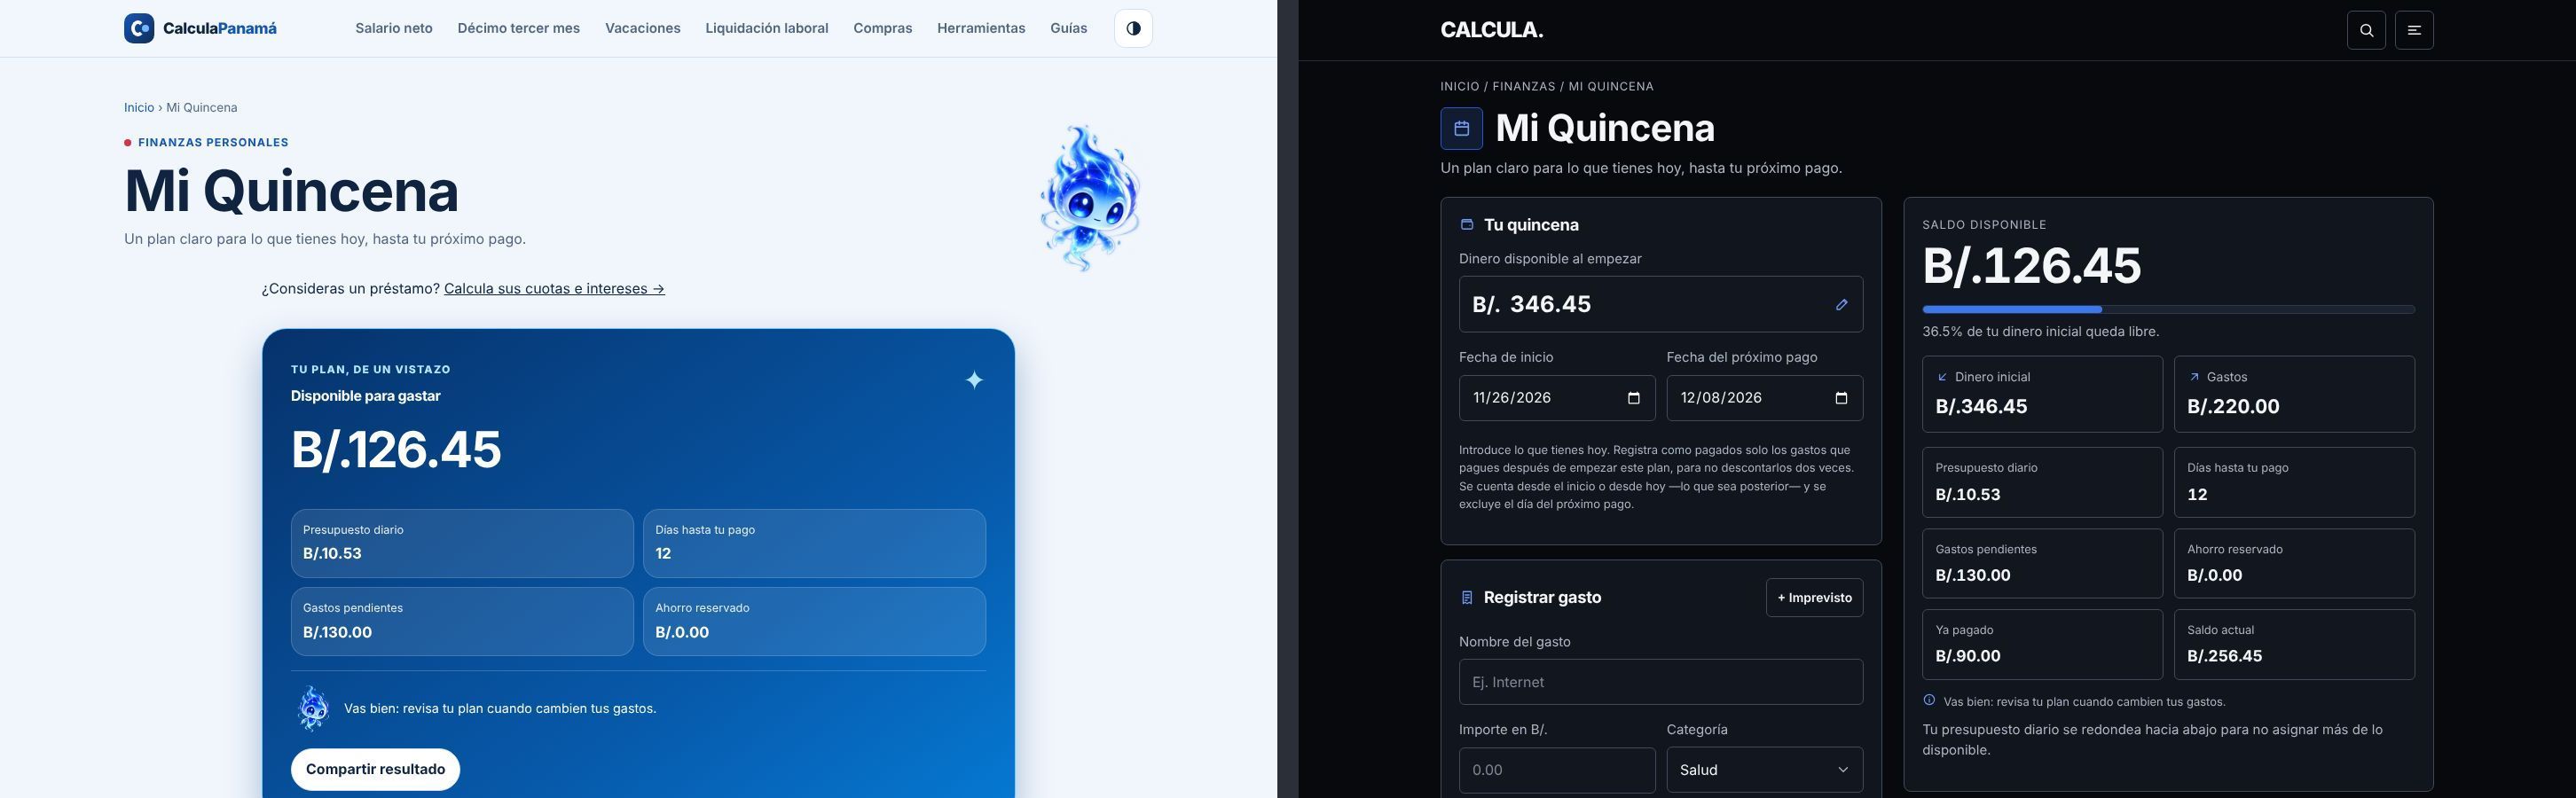 CalculaPanamá
Salario neto
Décimo tercer mes
Vacaciones
Liquidación laboral
Compras
Herramientas
Guías
Inicio › Mi Quincena
FINANZAS PERSONALES
Mi Quincena
Un plan claro para lo que tienes hoy, hasta tu próximo pago.
¿Consideras un préstamo? Calcula sus cuotas e intereses →
TU PLAN, DE UN VISTAZO
Disponible para gastar
B/.126.45
Presupuesto diario
B/.10.53
Días hasta tu pago
12
Gastos pendientes
B/.130.00
Ahorro reservado
B/.0.00
Vas bien: revisa tu plan cuando cambien tus gastos.
Compartir resultado
CALCULA.
INICIO / FINANZAS / MI QUINCENA
Mi Quincena
Un plan claro para lo que tienes hoy, hasta tu próximo pago.
Tu quincena
Dinero disponible al empezar
B/. 346.45
Fecha de inicio
11/26/2026
Fecha del próximo pago
12/08/2026
Introduce lo que tienes hoy. Registra como pagados solo los gastos que
pagues después de empezar este plan, para no descontarlos dos veces.
Se cuenta desde el inicio o desde hoy —lo que sea posterior— y se
excluye el día del próximo pago.
Registrar gasto
+ Imprevisto
Nombre del gasto
Ej. Internet
Importe en B/.
0.00
Categoría
Salud
SALDO DISPONIBLE
B/.126.45
36.5% de tu dinero inicial queda libre.
Dinero inicial
B/.346.45
Gastos
B/.220.00
Presupuesto diario
B/.10.53
Días hasta tu pago
12
Gastos pendientes
B/.130.00
Ahorro reservado
B/.0.00
Ya pagado
B/.90.00
Saldo actual
B/.256.45
Vas bien: revisa tu plan cuando cambien tus gastos.
Tu presupuesto diario se redondea hacia abajo para no asignar más de lo
disponible.